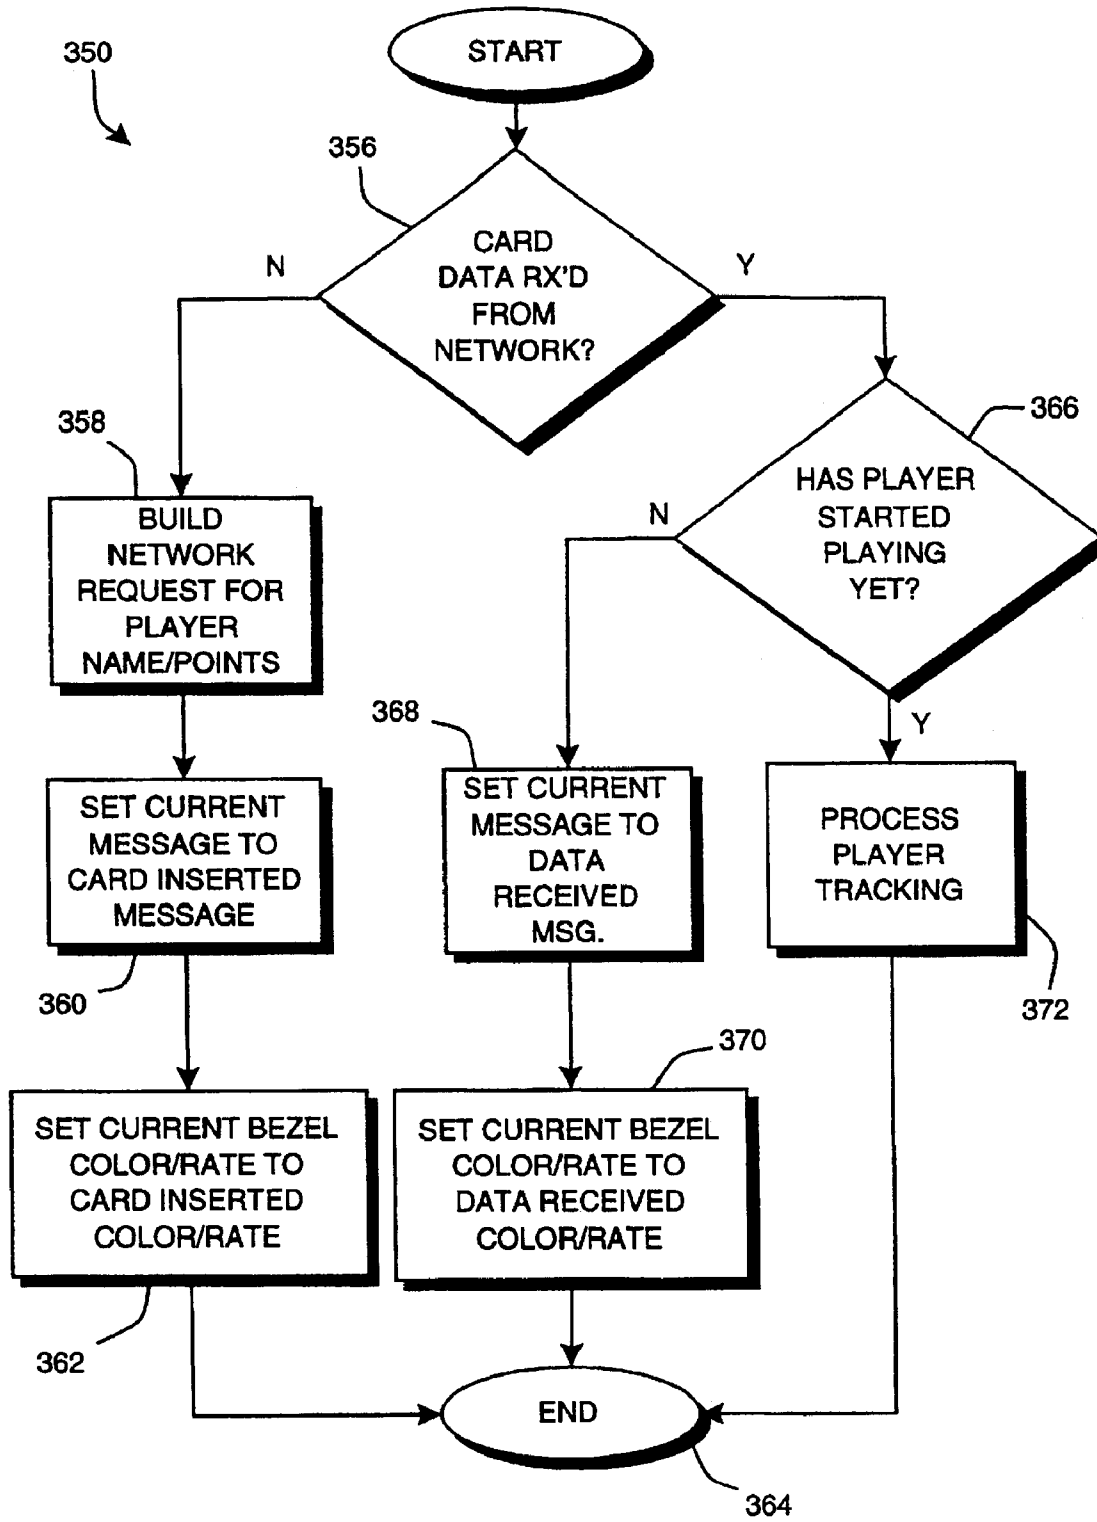 START
350
356
CARD
DATA RX'D
FROM
NETWORK?
N
Y
358
366
BUILD
NETWORK
REQUEST FOR
PLAYER
NAME/POINTS
HAS PLAYER
STARTED
PLAYING
YET?
N
Y
368
SET CURRENT
MESSAGE TO
CARD INSERTED
MESSAGE
360
SET CURRENT
MESSAGE TO
DATA
RECEIVED
MSG.
PROCESS
PLAYER
TRACKING
372
370
SET CURRENT BEZEL
COLOR/RATE TO
CARD INSERTED
COLOR/RATE
362
SET CURRENT BEZEL
COLOR/RATE TO
DATA RECEIVED
COLOR/RATE
END
364